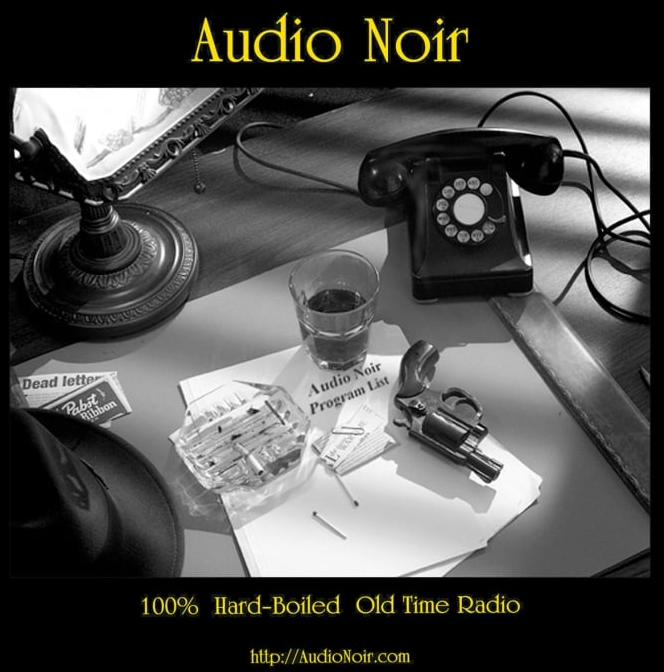 Audio Noir
Audio Noir
Program List
Dead letter
Pabst
Ribbon
100% Hard-Boiled Old Time Radio
http://AudioNoir.com